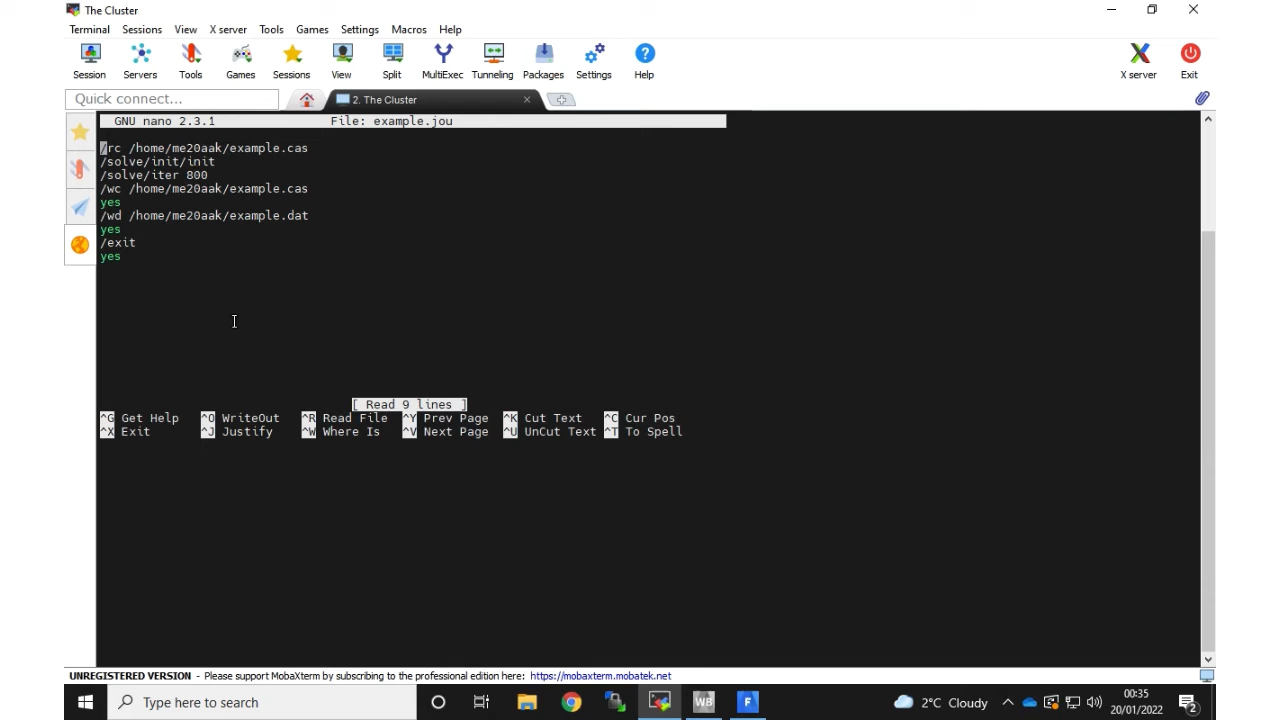 The Cluster
Terminal Sessions View X server Tools Games Settings Macros Help
Session Servers Tools Games Sessions View Split MultiExec Tunneling Packages Settings Help X server Exit
Quick connect... 2. The Cluster
GNU nano 2.3.1 File: example.jou
/rc /home/me20aak/example.cas
/solve/init/init
/solve/iter 800
/wc /home/me20aak/example.cas
yes
/wd /home/me20aak/example.dat
yes
/exit
yes
[ Read 9 lines ]
^G Get Help ^O WriteOut ^R Read File ^Y Prev Page ^K Cut Text ^C Cur Pos
^X Exit ^J Justify ^W Where Is ^V Next Page ^U UnCut Text ^T To Spell
UNREGISTERED VERSION - Please support MobaXterm by subscribing to the professional edition here: https://mobaxterm.mobatek.net
Type here to search WB F 2°C Cloudy 00:35
20/01/2022 2